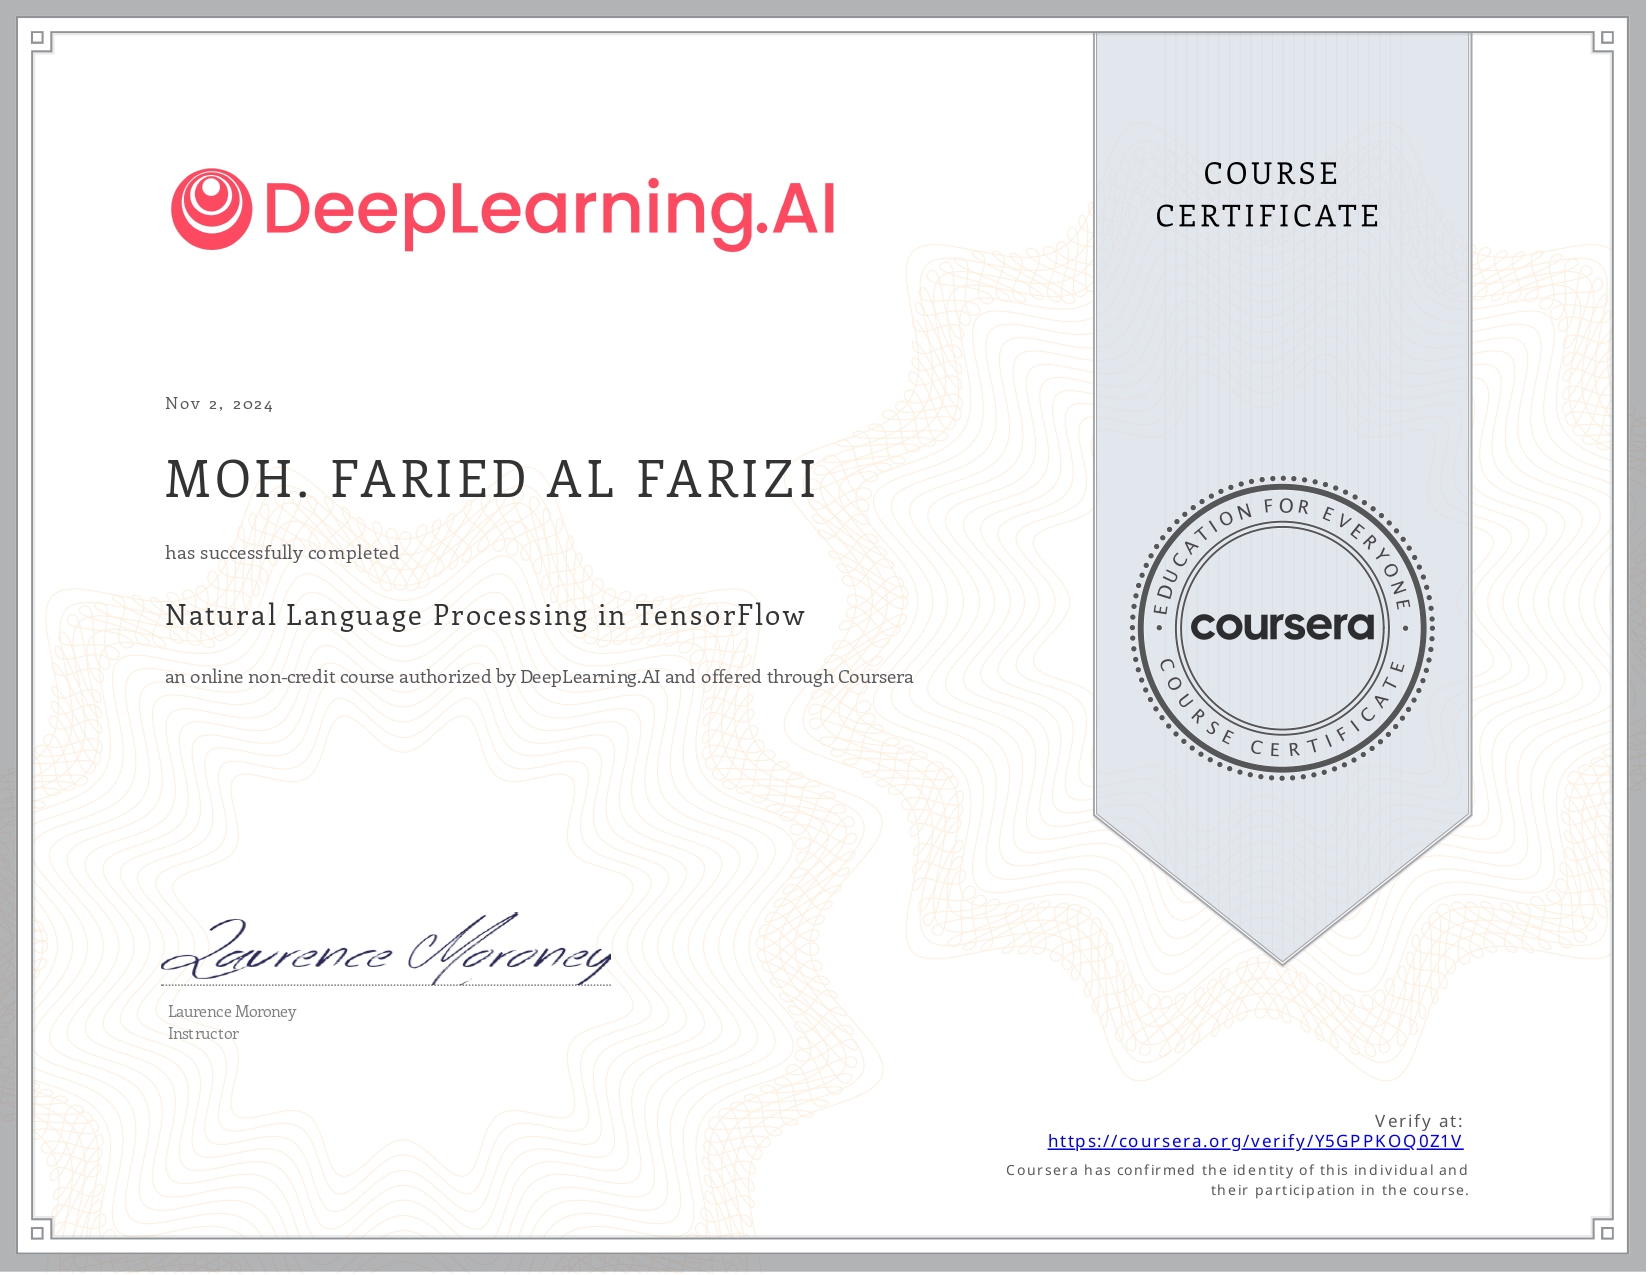 DeepLearning.AI
COURSE
CERTIFICATE
Nov 2, 2024
MOH. FARIED AL FARIZI
has successfully completed
Natural Language Processing in TensorFlow
an online non-credit course authorized by DeepLearning.AI and offered through Coursera
EDUCATION FOR EVERYONE
coursera
COURSE CERTIFICATE
Laurence Moroney
Laurence Moroney
Instructor
Verify at:
https://coursera.org/verify/Y5GPPKOQ0Z1V
Coursera has confirmed the identity of this individual and
their participation in the course.